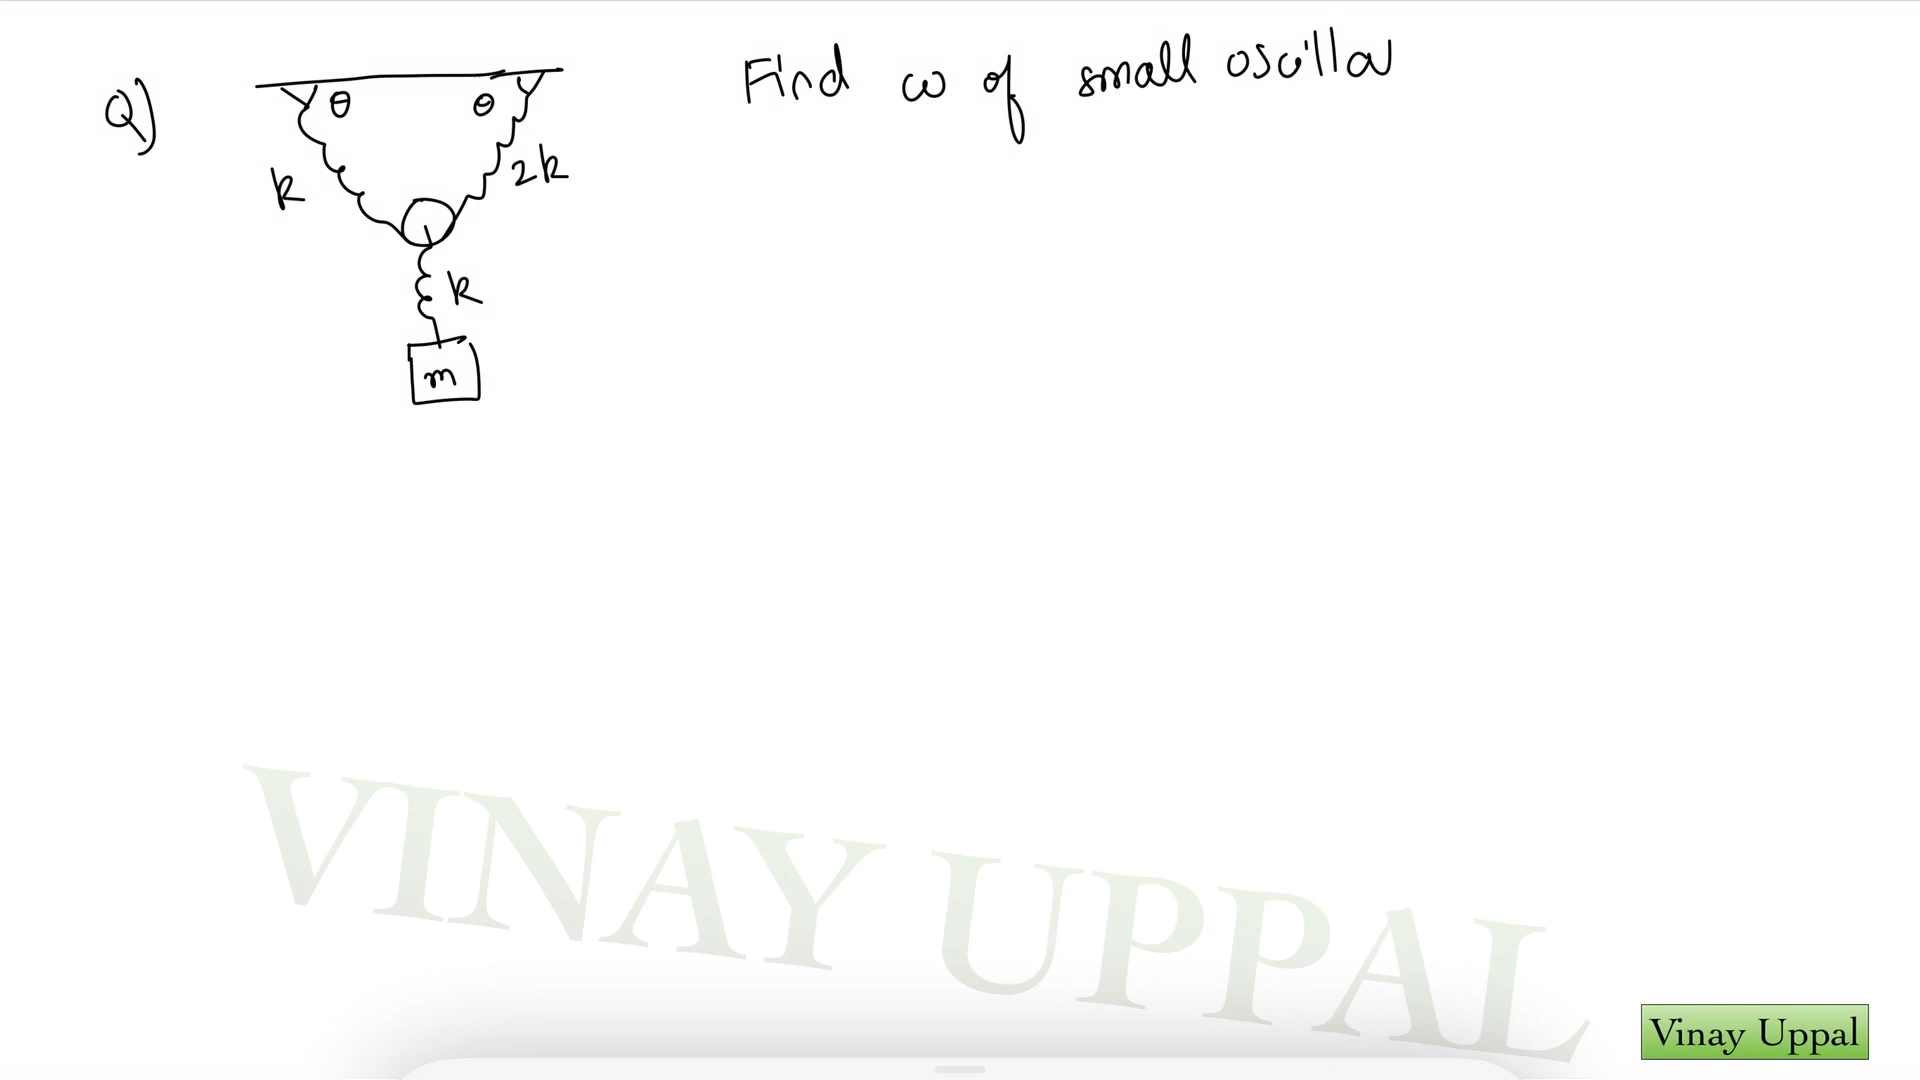 Q) Find ω of small oscilla
θ θ
k 2k
k
m
VINAY UPPAL
Vinay Uppal